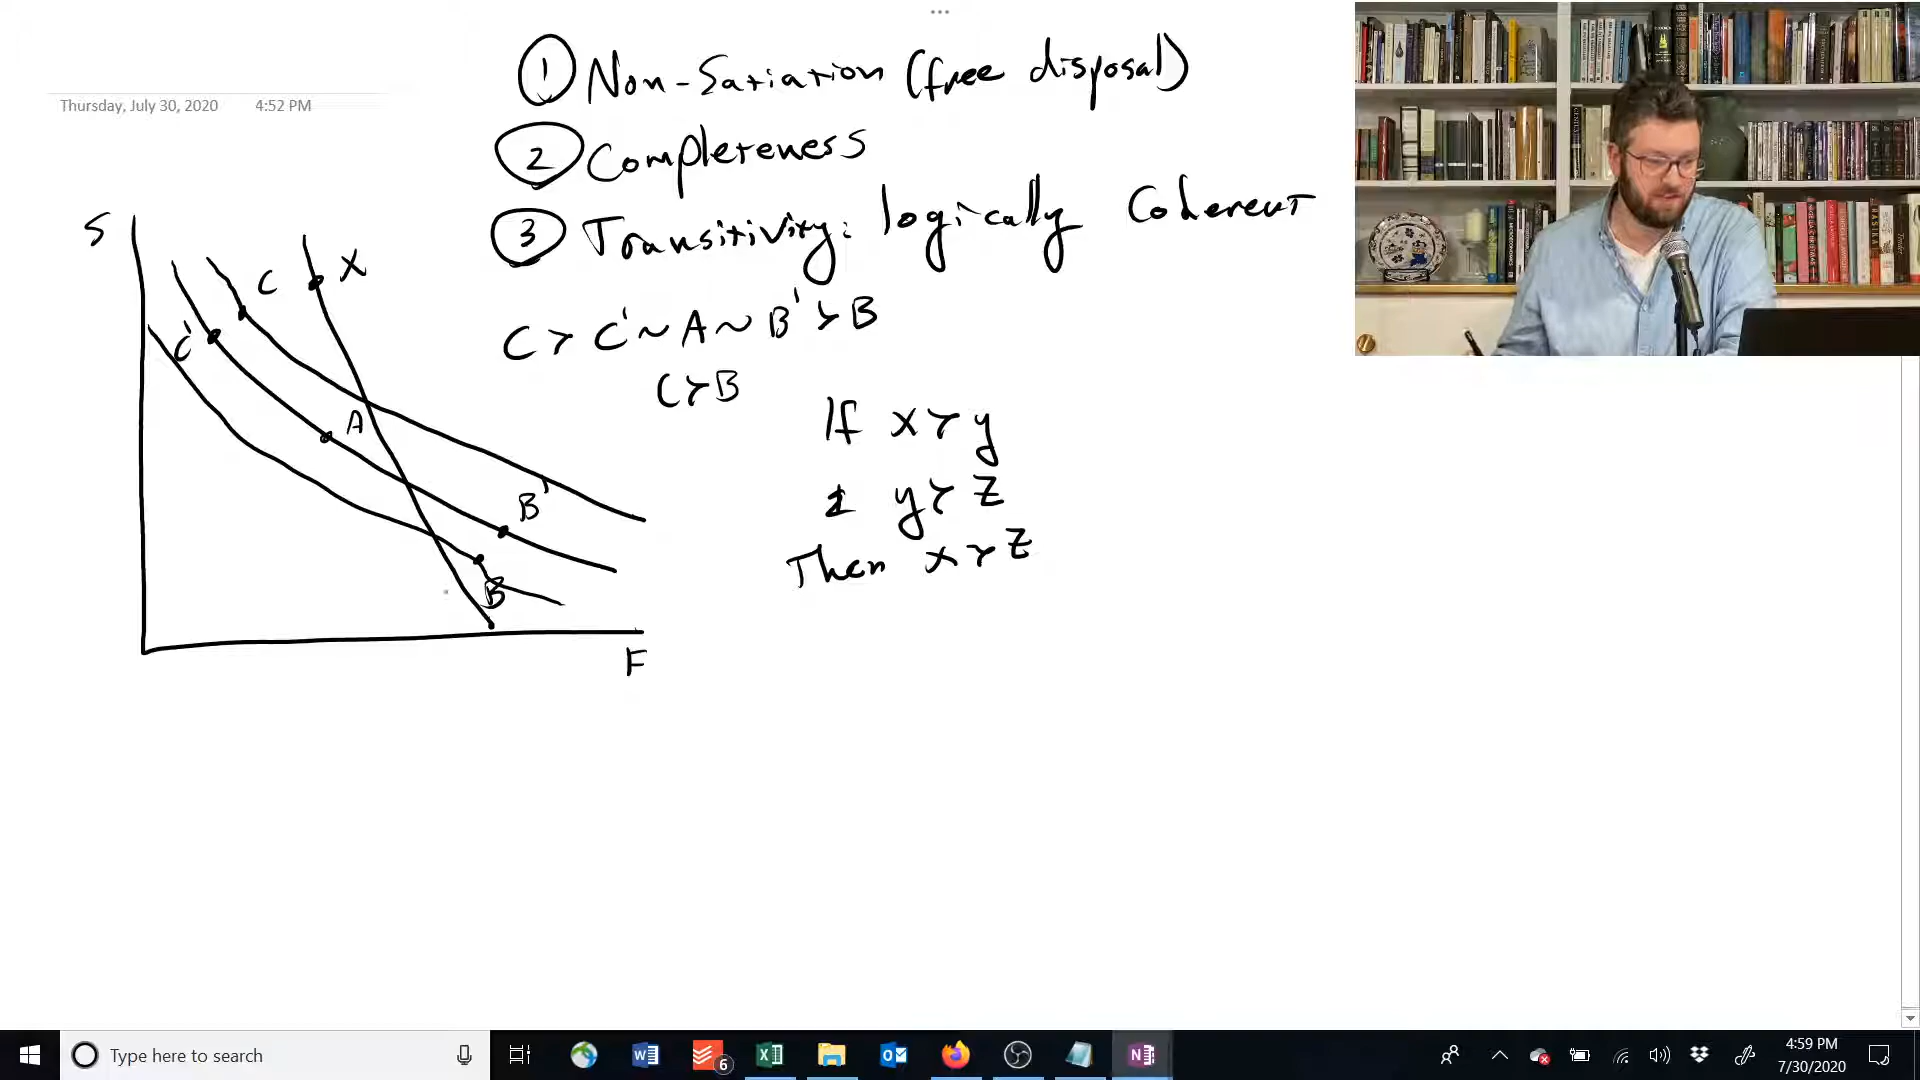 ① Non-Satiation (free disposal)
Thursday, July 30, 2020 4:52 PM
② Completeness
③ Transitivity: logically Coherent
S
C X
C ≻ C' ~ A ~ B' ≻ B
C'
C ≻ B
A
If x ≻ y
B'
& y ≻ z
Then x ≻ z
B
F
Type here to search
6
4:59 PM
7/30/2020